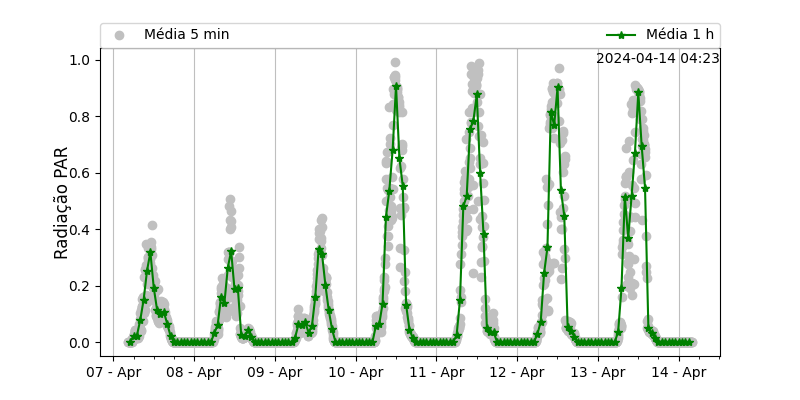 Média 5 min
Média 1 h
2024-04-14 04:23
Radiação PAR
1.0
0.8
0.6
0.4
0.2
0.0
07 - Apr
08 - Apr
09 - Apr
10 - Apr
11 - Apr
12 - Apr
13 - Apr
14 - Apr